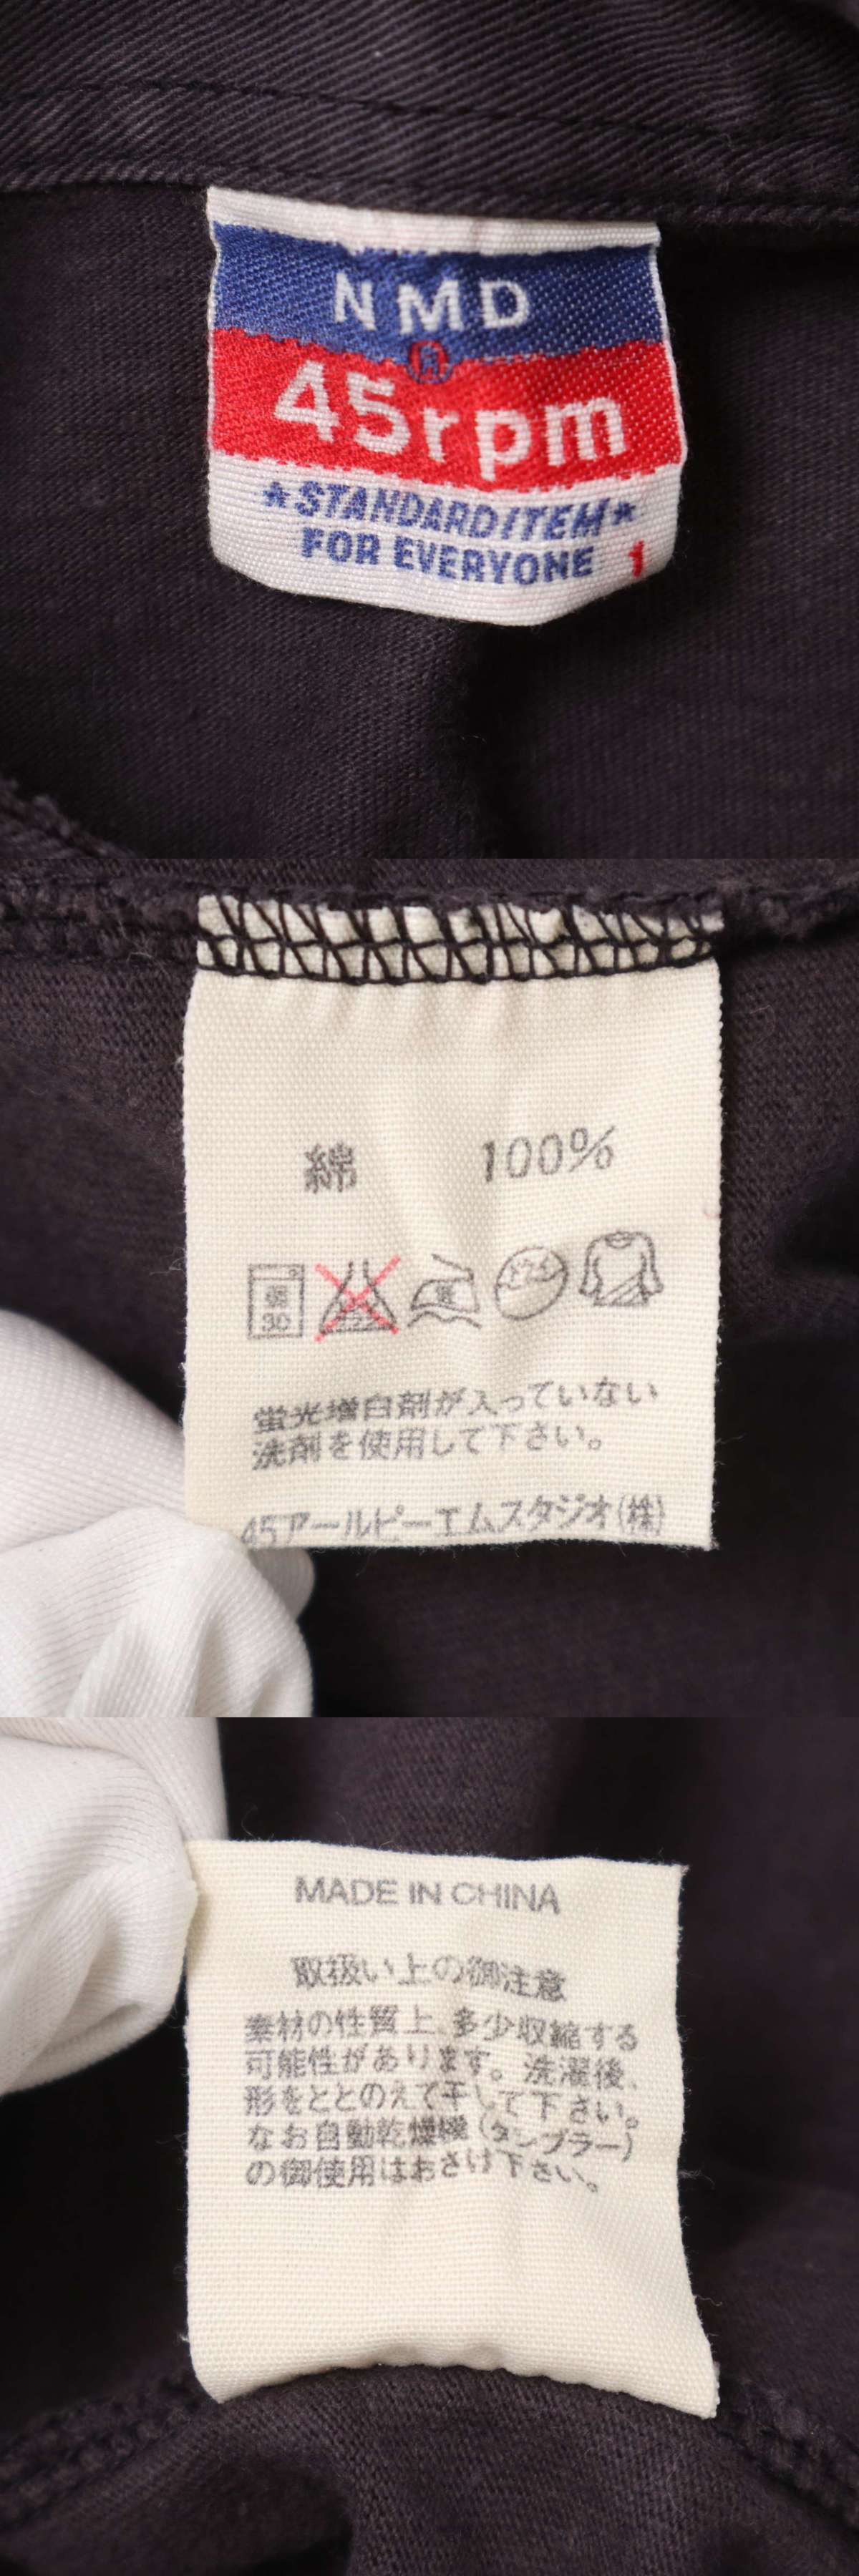 NMD
®
45rpm
★STANDARD ITEM★
FOR EVERYONE 1
綿 100%
弱 30
蛍光増白剤が入っていない
洗剤を使用して下さい。
45アールピーエムスタジオ(株)
MADE IN CHINA
取扱い上の御注意
素材の性質上、多少収縮する
可能性があります。洗濯後、
形をととのえて干して下さい。
なお自動乾燥機(タンブラー)
の御使用はおさけ下さい。